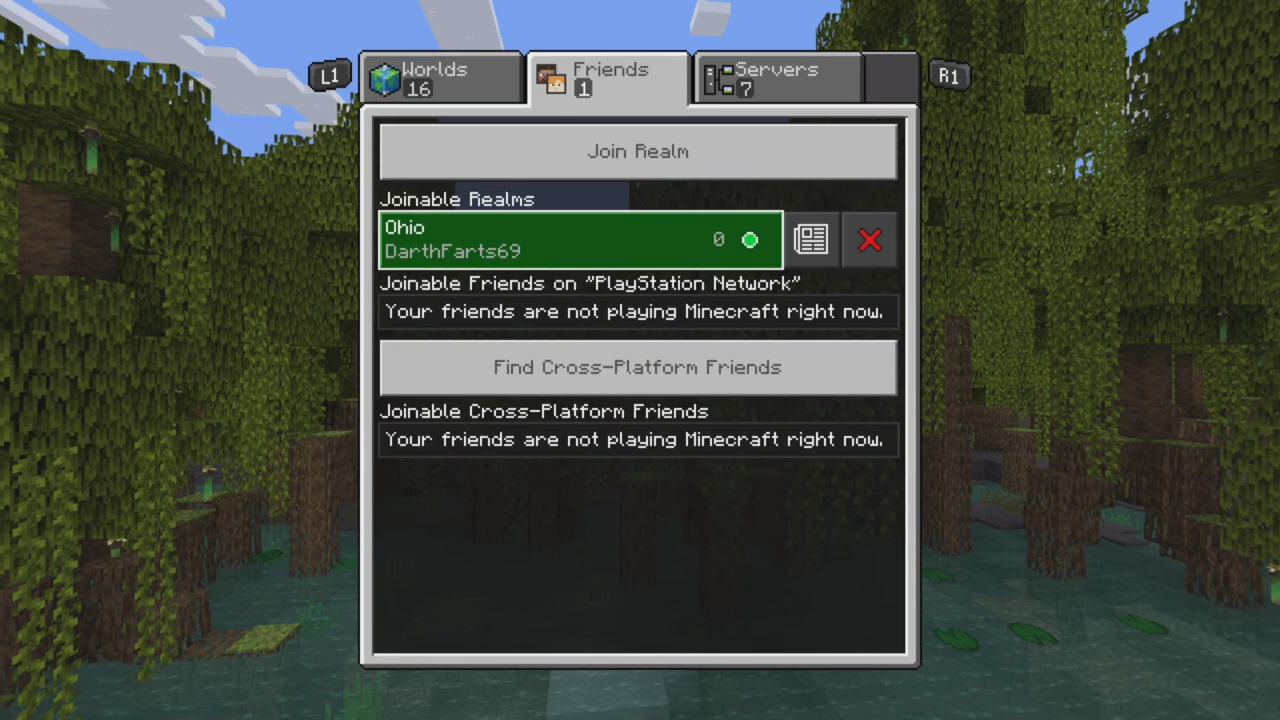 L1
Worlds
16
Friends
1
Servers
7
R1
Join Realm
Joinable Realms
Ohio
DarthFarts69
0
Joinable Friends on "PlayStation Network"
Your friends are not playing Minecraft right now.
Find Cross-Platform Friends
Joinable Cross-Platform Friends
Your friends are not playing Minecraft right now.